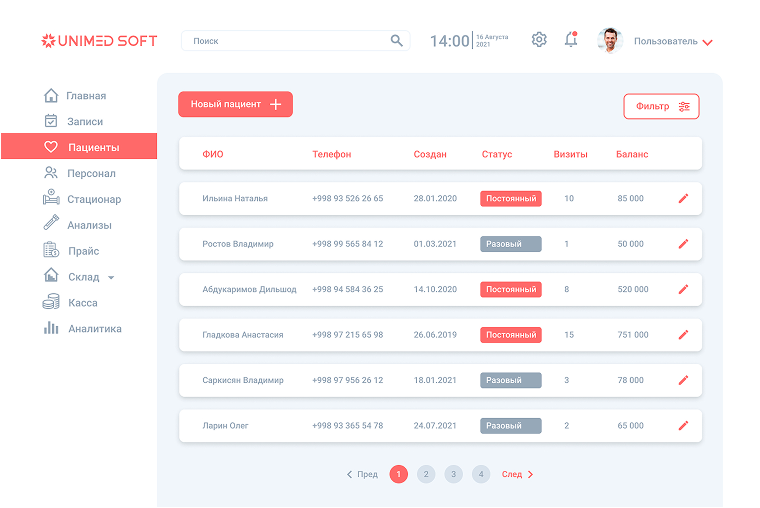 UNIMED SOFT
Поиск
14:00
16 Августа
2021
Пользователь
Главная
Записи
Пациенты
Персонал
Стационар
Анализы
Прайс
Склад
Касса
Аналитика
Новый пациент
Фильтр
ФИО Телефон Создан Статус Визиты Баланс
Ильина Наталья +998 93 526 26 65 28.01.2020 Постоянный 10 85 000
Ростов Владимир +998 99 565 84 12 01.03.2021 Разовый 1 50 000
Абдукаримов Дильшод +998 94 584 36 25 14.10.2020 Постоянный 8 520 000
Гладкова Анастасия +998 97 215 65 98 26.06.2019 Постоянный 15 751 000
Саркисян Владимир +998 97 956 26 12 18.01.2021 Разовый 3 78 000
Ларин Олег +998 93 365 54 78 24.07.2021 Разовый 2 65 000
Пред 1 2 3 4 След